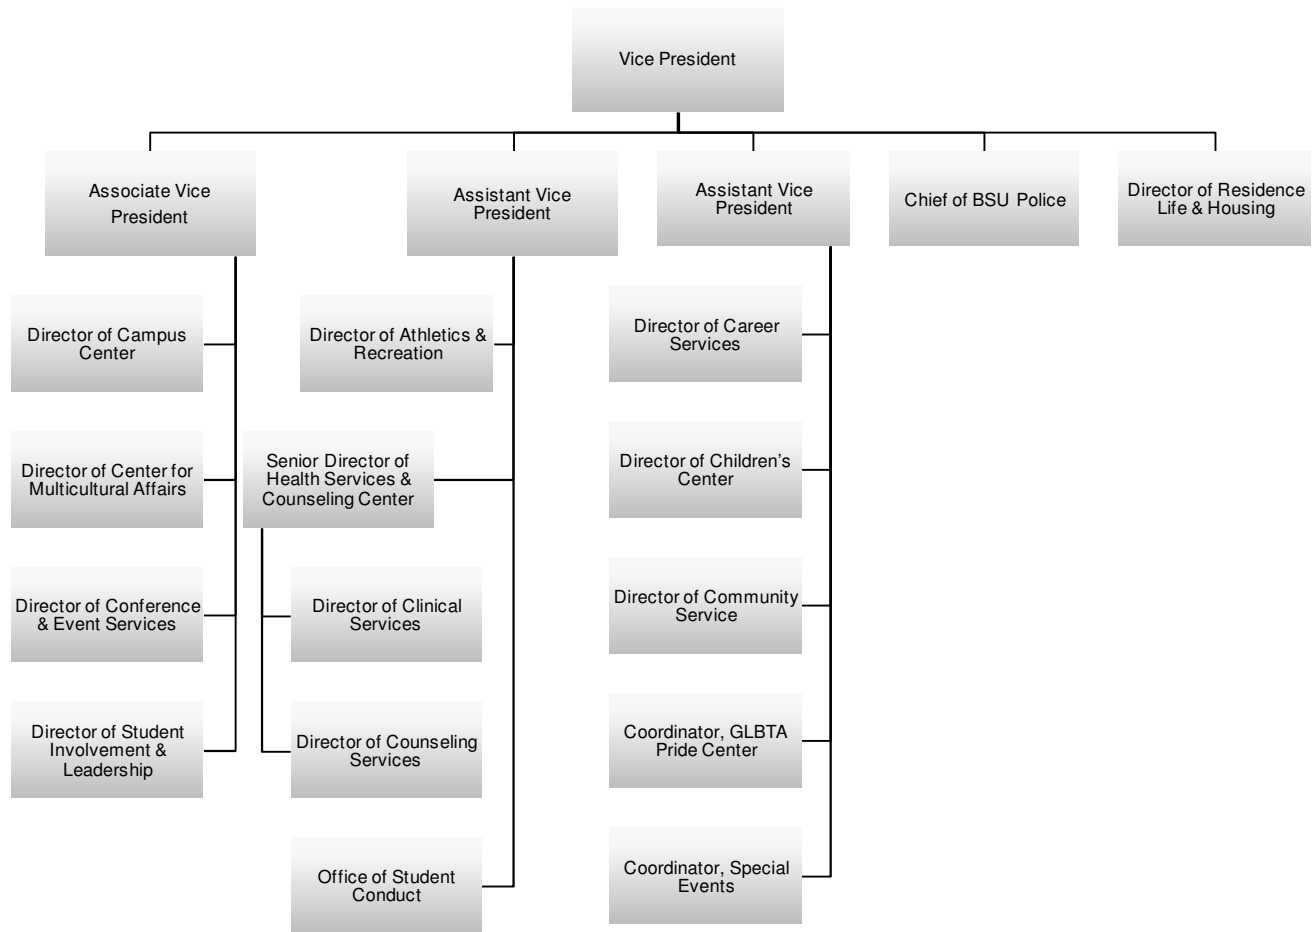 Vice President
Associate Vice
President
Assistant Vice
President
Assistant Vice
President
Chief of BSU Police
Director of Residence
Life & Housing
Director of Campus
Center
Director of Center for
Multicultural Affairs
Director of Conference
& Event Services
Director of Student
Involvement &
Leadership
Director of Athletics &
Recreation
Senior Director of
Health Services &
Counseling Center
Director of Clinical
Services
Director of Counseling
Services
Office of Student
Conduct
Director of Career
Services
Director of Children’s
Center
Director of Community
Service
Coordinator, GLBTA
Pride Center
Coordinator, Special
Events